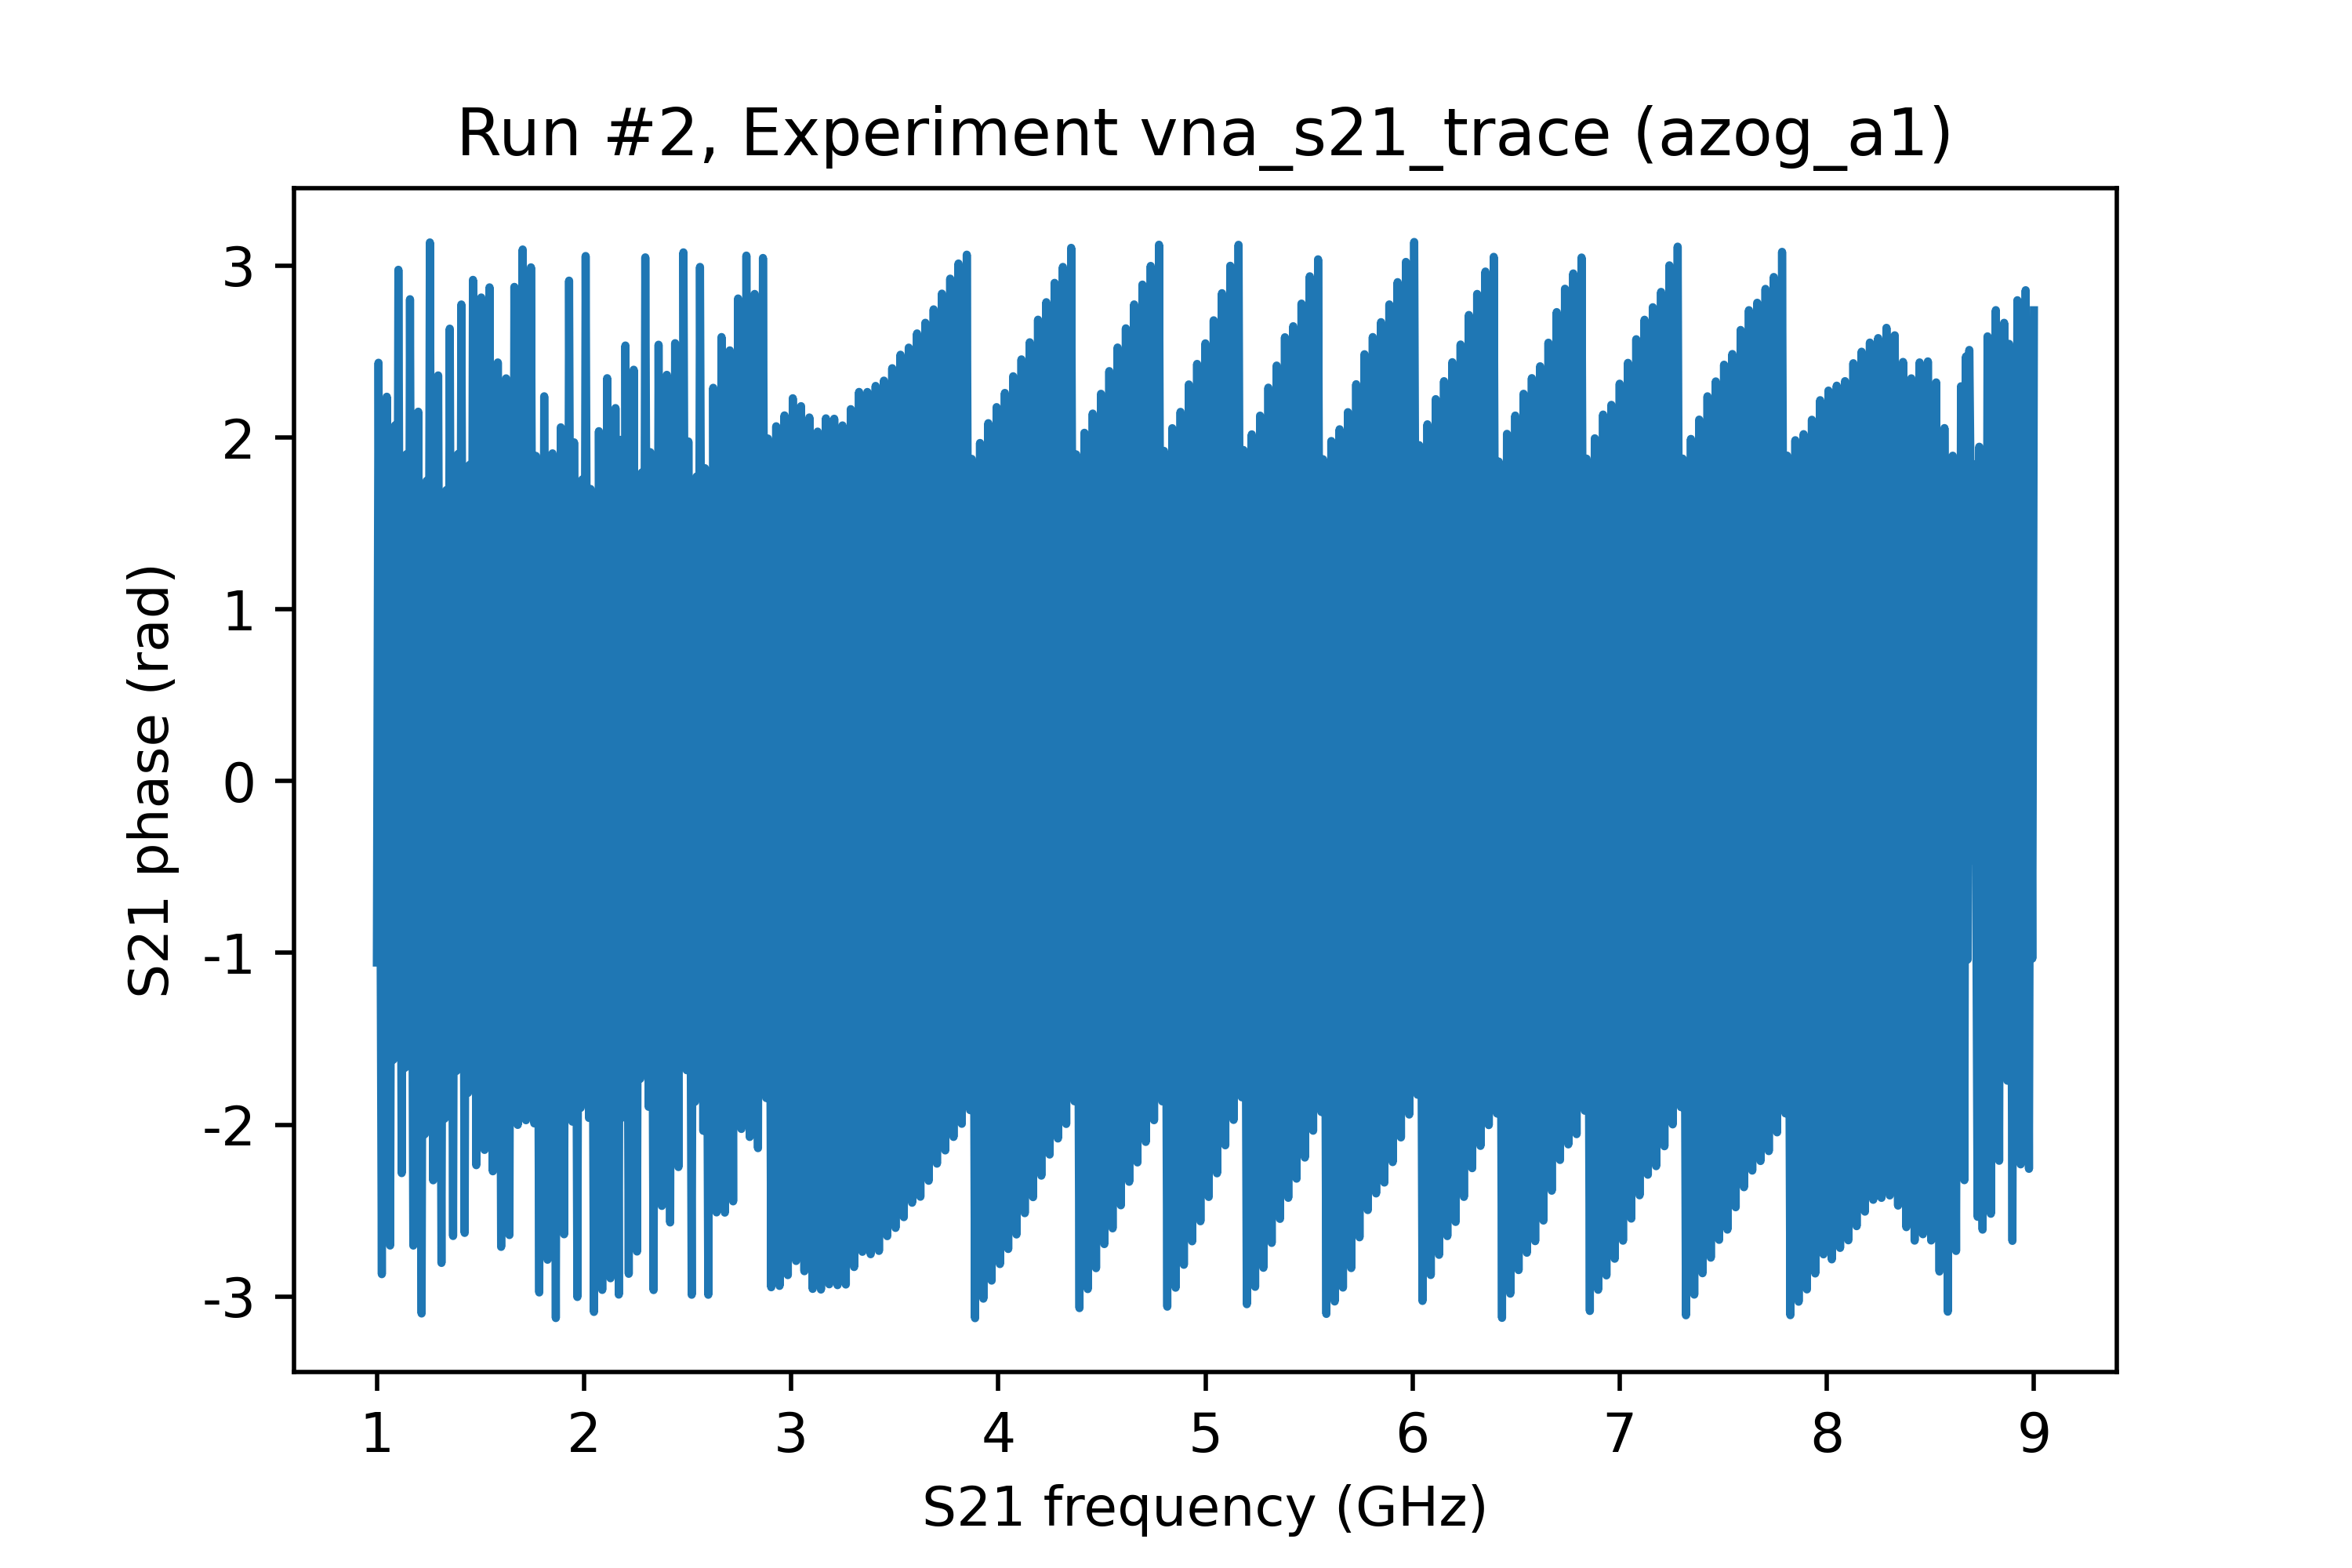 Run #2, Experiment vna_s21_trace (azog_a1)
3
2
1
0
-1
-2
-3
S21 phase (rad)
1 2 3 4 5 6 7 8 9
S21 frequency (GHz)